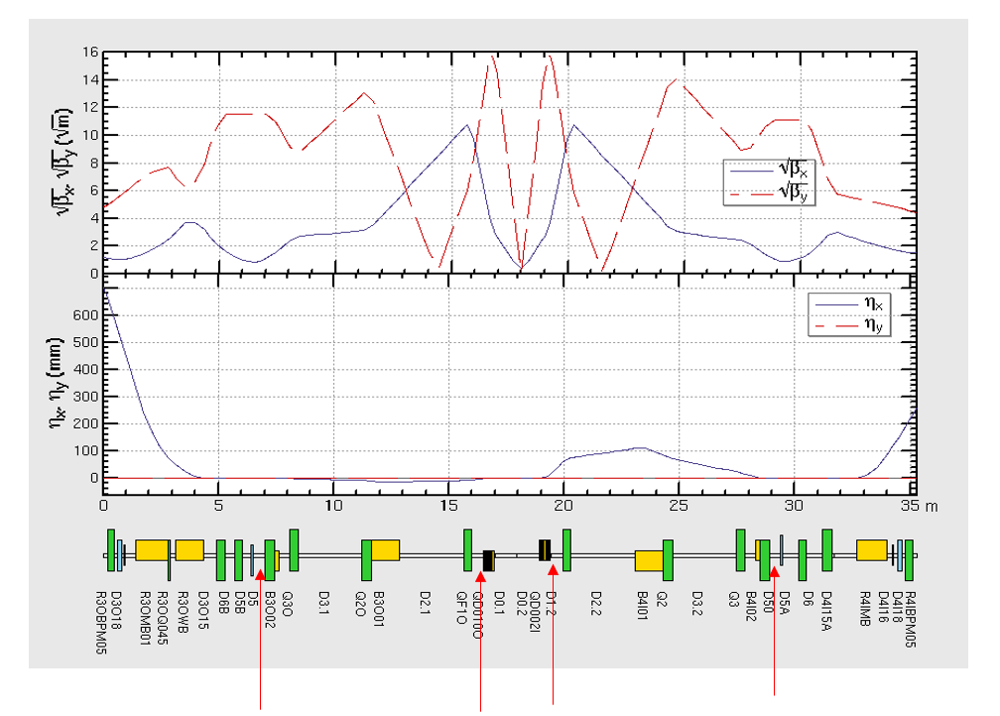 16
14
12
10
8
6
4
2
0
√βx, √βy (√m)
√βx
√βy
600
500
400
300
200
100
0
ηx, ηy (mm)
ηx
ηy
0 5 10 15 20 25 30 35 m
R3OBPM05
D3O18
R3OMB01
R3OQ045
R3OWB
D3O15
D6B
D5B
D5
B3O02
Q3O
D3.1
Q2O
B3O01
D2.1
QF1O
QD010O
D0.1
D0.2
QD002I
D1.2
D2.2
B4I01
Q2
D3.2
Q3
B4I02
D50
D5A
D6
D4I15A
R4IMB
D4I16
D4I18
R4IBPM05